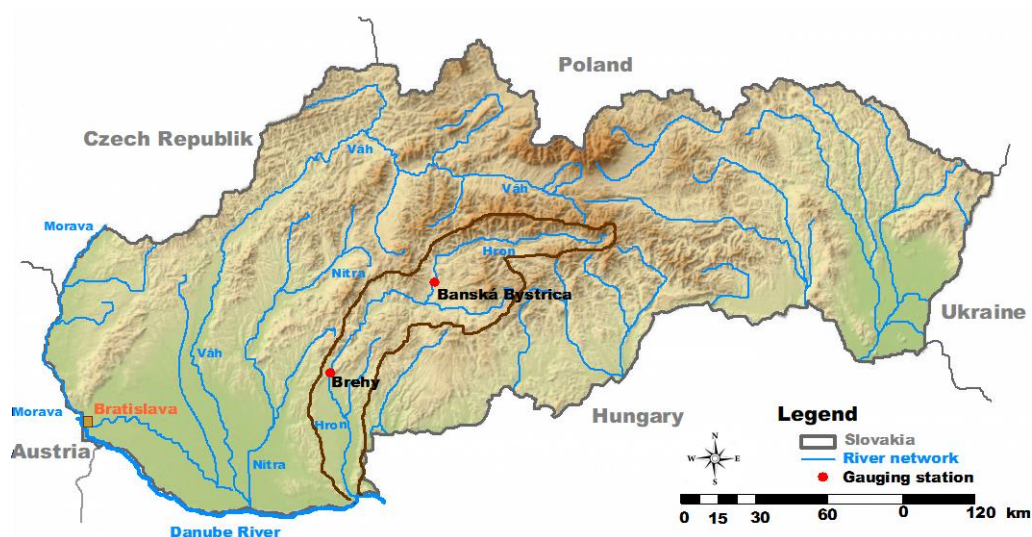 Poland
Czech Republik
Váh
Váh
Morava
Hron
Nitra
Banská Bystrica
Ukraine
Váh
Brehy
Morava
Bratislava
Hungary
Legend
Hron
Austria
Slovakia
N
W E
S
River network
Nitra
Gauging station
0 15 30 60 0 120 km
Danube River